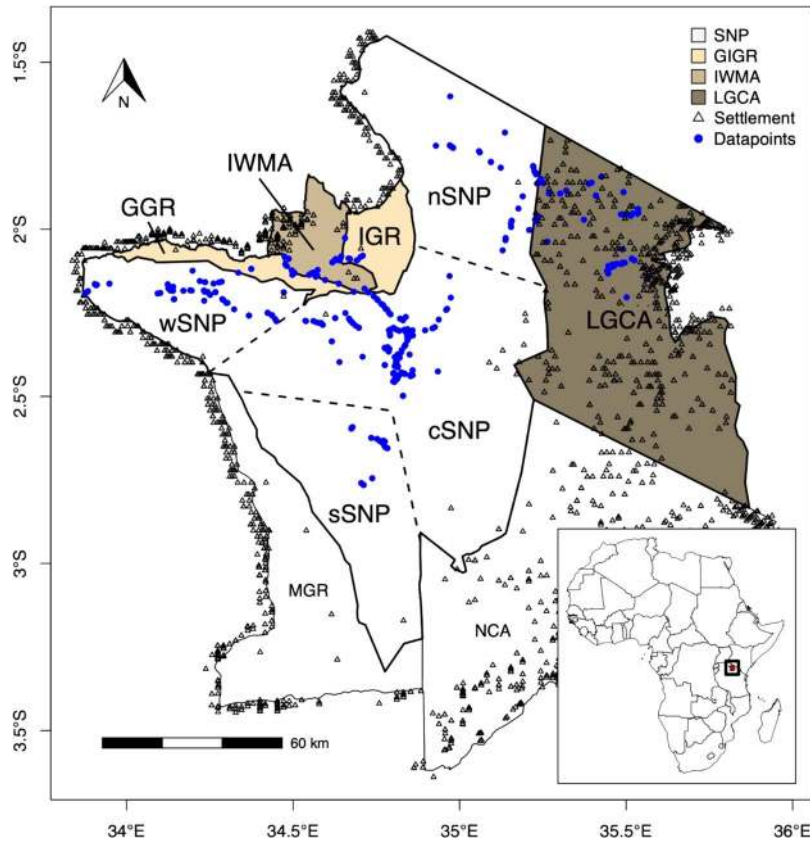 1.5°S
2°S
2.5°S
3°S
3.5°S
N
SNP
GIGR
IWMA
LGCA
Settlement
Datapoints
IWMA
nSNP
GGR
IGR
wSNP
LGCA
cSNP
sSNP
MGR
NCA
60 km
34°E
34.5°E
35°E
35.5°E
36°E